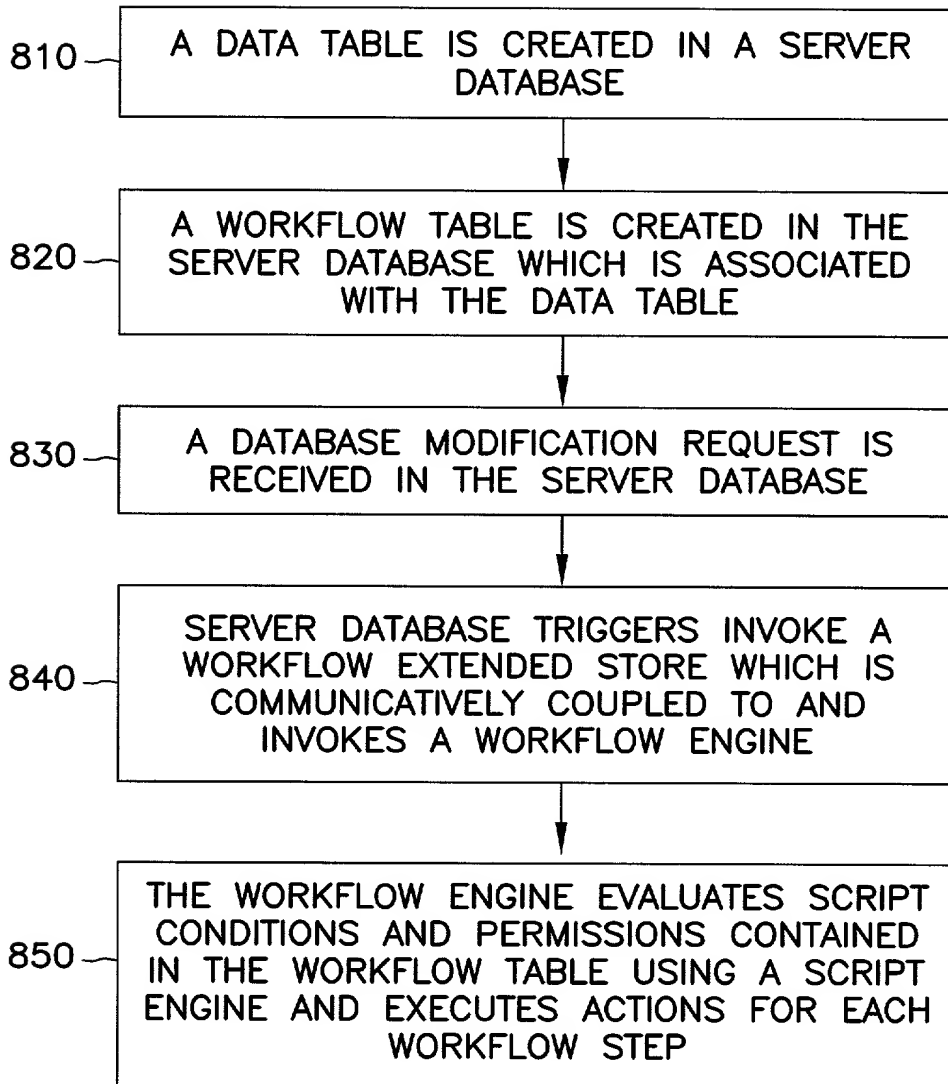 810
A DATA TABLE IS CREATED IN A SERVER
DATABASE
820
A WORKFLOW TABLE IS CREATED IN THE
SERVER DATABASE WHICH IS ASSOCIATED
WITH THE DATA TABLE
830
A DATABASE MODIFICATION REQUEST IS
RECEIVED IN THE SERVER DATABASE
840
SERVER DATABASE TRIGGERS INVOKE A
WORKFLOW EXTENDED STORE WHICH IS
COMMUNICATIVELY COUPLED TO AND
INVOKES A WORKFLOW ENGINE
850
THE WORKFLOW ENGINE EVALUATES SCRIPT
CONDITIONS AND PERMISSIONS CONTAINED
IN THE WORKFLOW TABLE USING A SCRIPT
ENGINE AND EXECUTES ACTIONS FOR EACH
WORKFLOW STEP